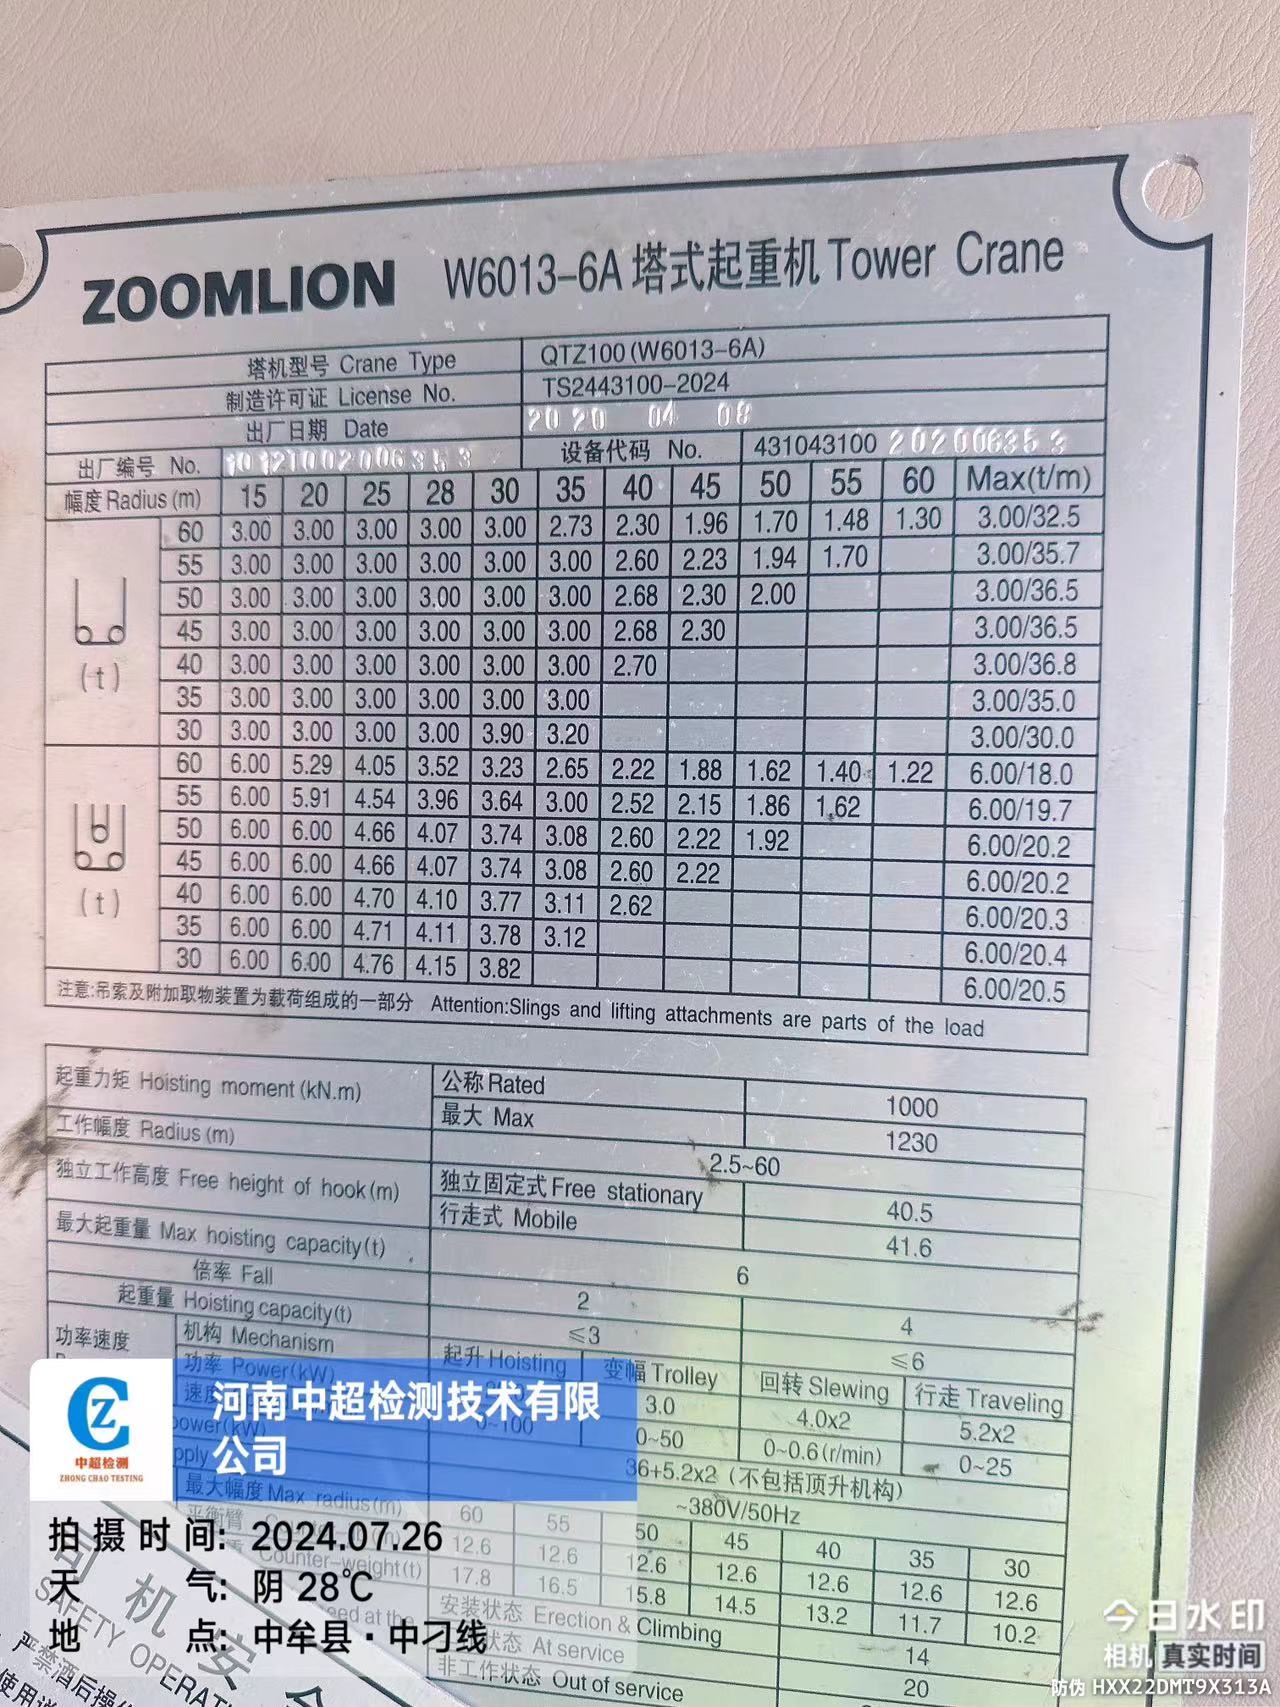 ZOOMLION W6013-6A 塔式起重机 Tower Crane
塔机型号 Crane Type QTZ100(W6013-6A)
制造许可证 License No. TS2443100-2024
出厂日期 Date 2020 04 08
出厂编号 No. 10121002006353 设备代码 No. 431043100 202006353
幅度 Radius(m) 15 20 25 28 30 35 40 45 50 55 60 Max(t/m)
60 3.00 3.00 3.00 3.00 3.00 2.73 2.30 1.96 1.70 1.48 1.30 3.00/32.5
55 3.00 3.00 3.00 3.00 3.00 3.00 2.60 2.23 1.94 1.70 3.00/35.7
50 3.00 3.00 3.00 3.00 3.00 3.00 2.68 2.30 2.00 3.00/36.5
45 3.00 3.00 3.00 3.00 3.00 3.00 2.68 2.30 3.00/36.5
(t) 40 3.00 3.00 3.00 3.00 3.00 3.00 2.70 3.00/36.8
35 3.00 3.00 3.00 3.00 3.00 3.00 3.00/35.0
30 3.00 3.00 3.00 3.00 3.90 3.20 3.00/30.0
60 6.00 5.29 4.05 3.52 3.23 2.65 2.22 1.88 1.62 1.40 1.22 6.00/18.0
55 6.00 5.91 4.54 3.96 3.64 3.00 2.52 2.15 1.86 1.62 6.00/19.7
50 6.00 6.00 4.66 4.07 3.74 3.08 2.60 2.22 1.92 6.00/20.2
45 6.00 6.00 4.66 4.07 3.74 3.08 2.60 2.22 6.00/20.2
(t) 40 6.00 6.00 4.70 4.10 3.77 3.11 2.62 6.00/20.3
35 6.00 6.00 4.71 4.11 3.78 3.12 6.00/20.4
30 6.00 6.00 4.76 4.15 3.82 6.00/20.5
注意:吊索及附加取物装置为载荷组成的一部分 Attention:Slings and lifting attachments are parts of the load
起重力矩 Hoisting moment(kN.m) 公称 Rated 1000
最大 Max 1230
工作幅度 Radius(m) 2.5~60
独立工作高度 Free height of hook(m) 独立固定式 Free stationary 40.5
行走式 Mobile 41.6
最大起重量 Max hoisting capacity(t) 6
倍率 Fall 2 4
起重量 Hoisting capacity(t) ≤3 ≤6
功率速度 机构 Mechanism 起升 Hoisting 变幅 Trolley 回转 Slewing 行走 Traveling
功率 Power(kW) 3.0 4.0x2 5.2x2
速度 0~100 0~50 0~0.6(r/min) 0~25
power(kW) 36+5.2x2(不包括顶升机构)
~380V/50Hz
最大幅度 Max radius(m) 60 55 50 45 40 35 30
平衡臂 12.6 12.6 12.6 12.6 12.6 12.6 12.6
Counter-weight(t) 17.8 16.5 15.8 14.5 13.2 11.7 10.2
安装状态 Erection & Climbing 14
状态 At service 20
非工作状态 Out of service
司机安全
SAFETY OPERAT
严禁酒后操
使用
中超检测
ZHONG CHAO TESTING
河南中超检测技术有限
公司
拍摄时间: 2024.07.26
天气: 阴 28℃
地点: 中牟县·中刁线
今日水印
相机 真实时间
防伪 HXX22DMT9X313A